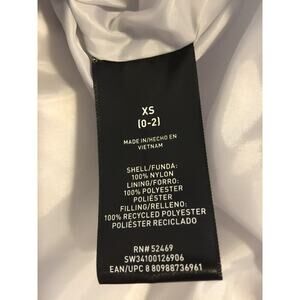 XS
(0-2)
MADE IN/HECHO EN
VIETNAM
SHELL/FUNDA:
100% NYLON
LINING/FORRO:
100% POLYESTER
POLIÉSTER
FILLING/RELLENO:
100% RECYCLED POLYESTER
POLIÉSTER RECICLADO
RN# 52469
SW34100126906
EAN/UPC 8 80988736961